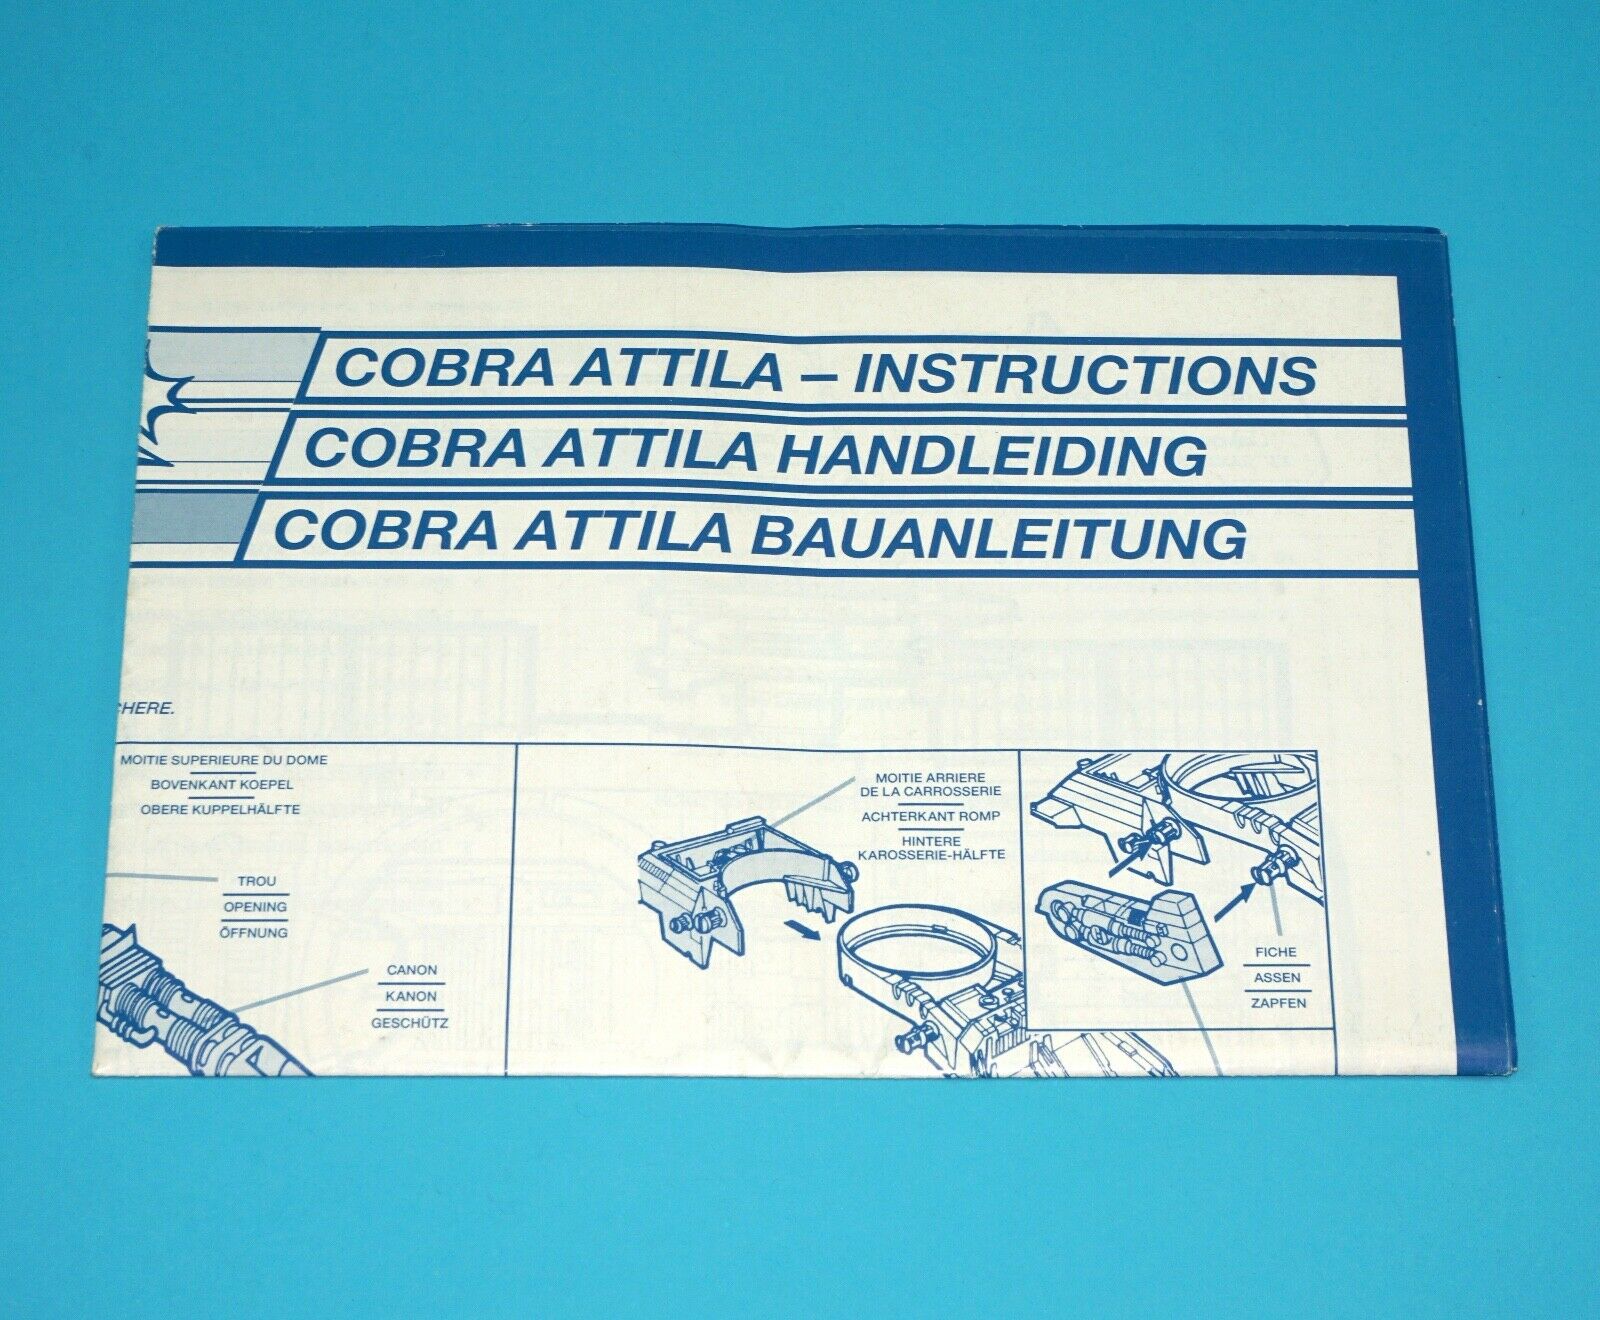 COBRA ATTILA – INSTRUCTIONS
COBRA ATTILA HANDLEIDING
COBRA ATTILA BAUANLEITUNG
CHERE.
MOITIE SUPERIEURE DU DOME
BOVENKANT KOEPEL
OBERE KUPPELHÄLFTE
TROU
OPENING
ÖFFNUNG
CANON
KANON
GESCHÜTZ
MOITIE ARRIERE
DE LA CARROSSERIE
ACHTERKANT ROMP
HINTERE
KAROSSERIE-HÄLFTE
FICHE
ASSEN
ZAPFEN